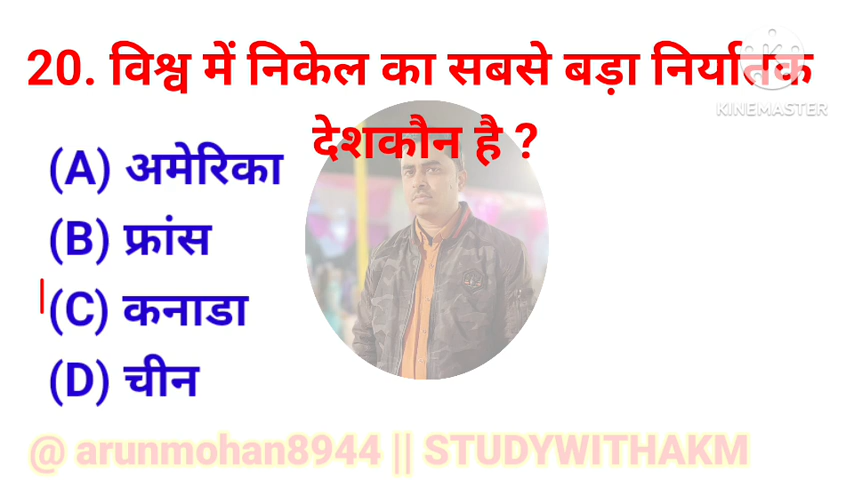 20. विश्व में निकेल का सबसे बड़ा निर्यातक
KINEMASTER
देशकौन है ?
(A) अमेरिका
(B) फ्रांस
(C) कनाडा
(D) चीन
@ arunmohan8944 || STUDYWITHAKM